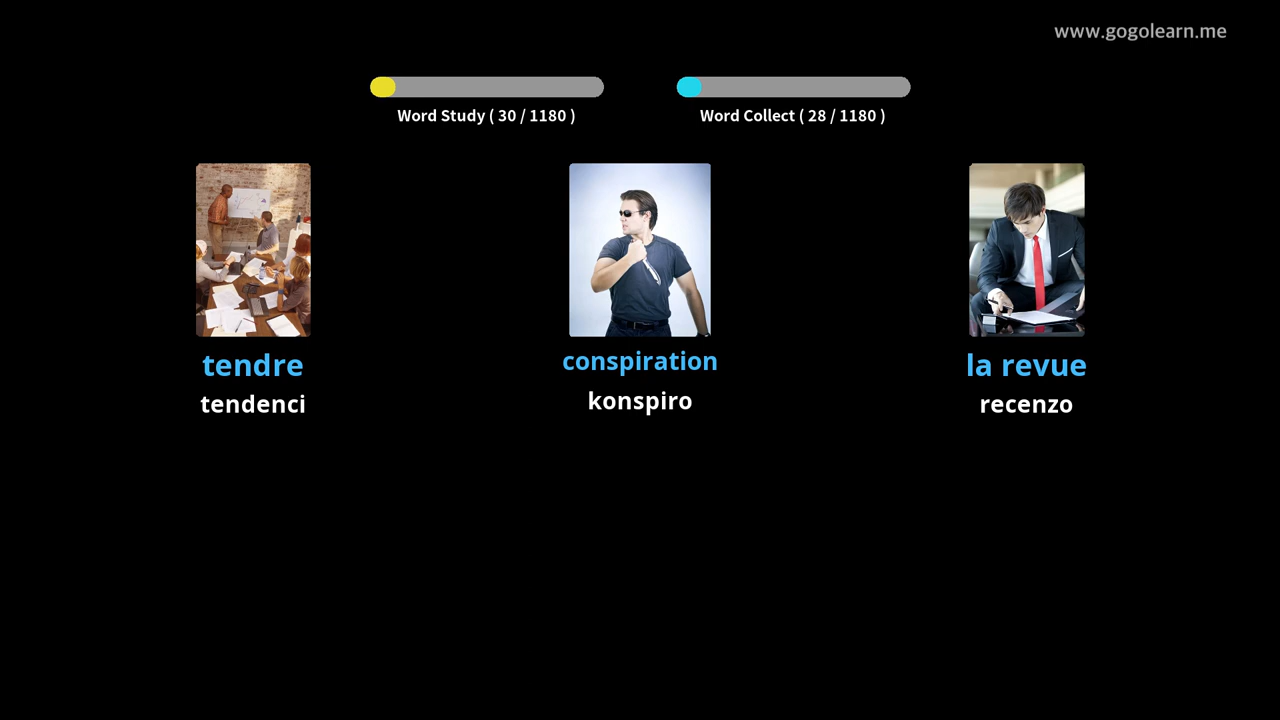 www.gogolearn.me
Word Study ( 30 / 1180 )
Word Collect ( 28 / 1180 )
tendre
tendenci
conspiration
konspiro
la revue
recenzo